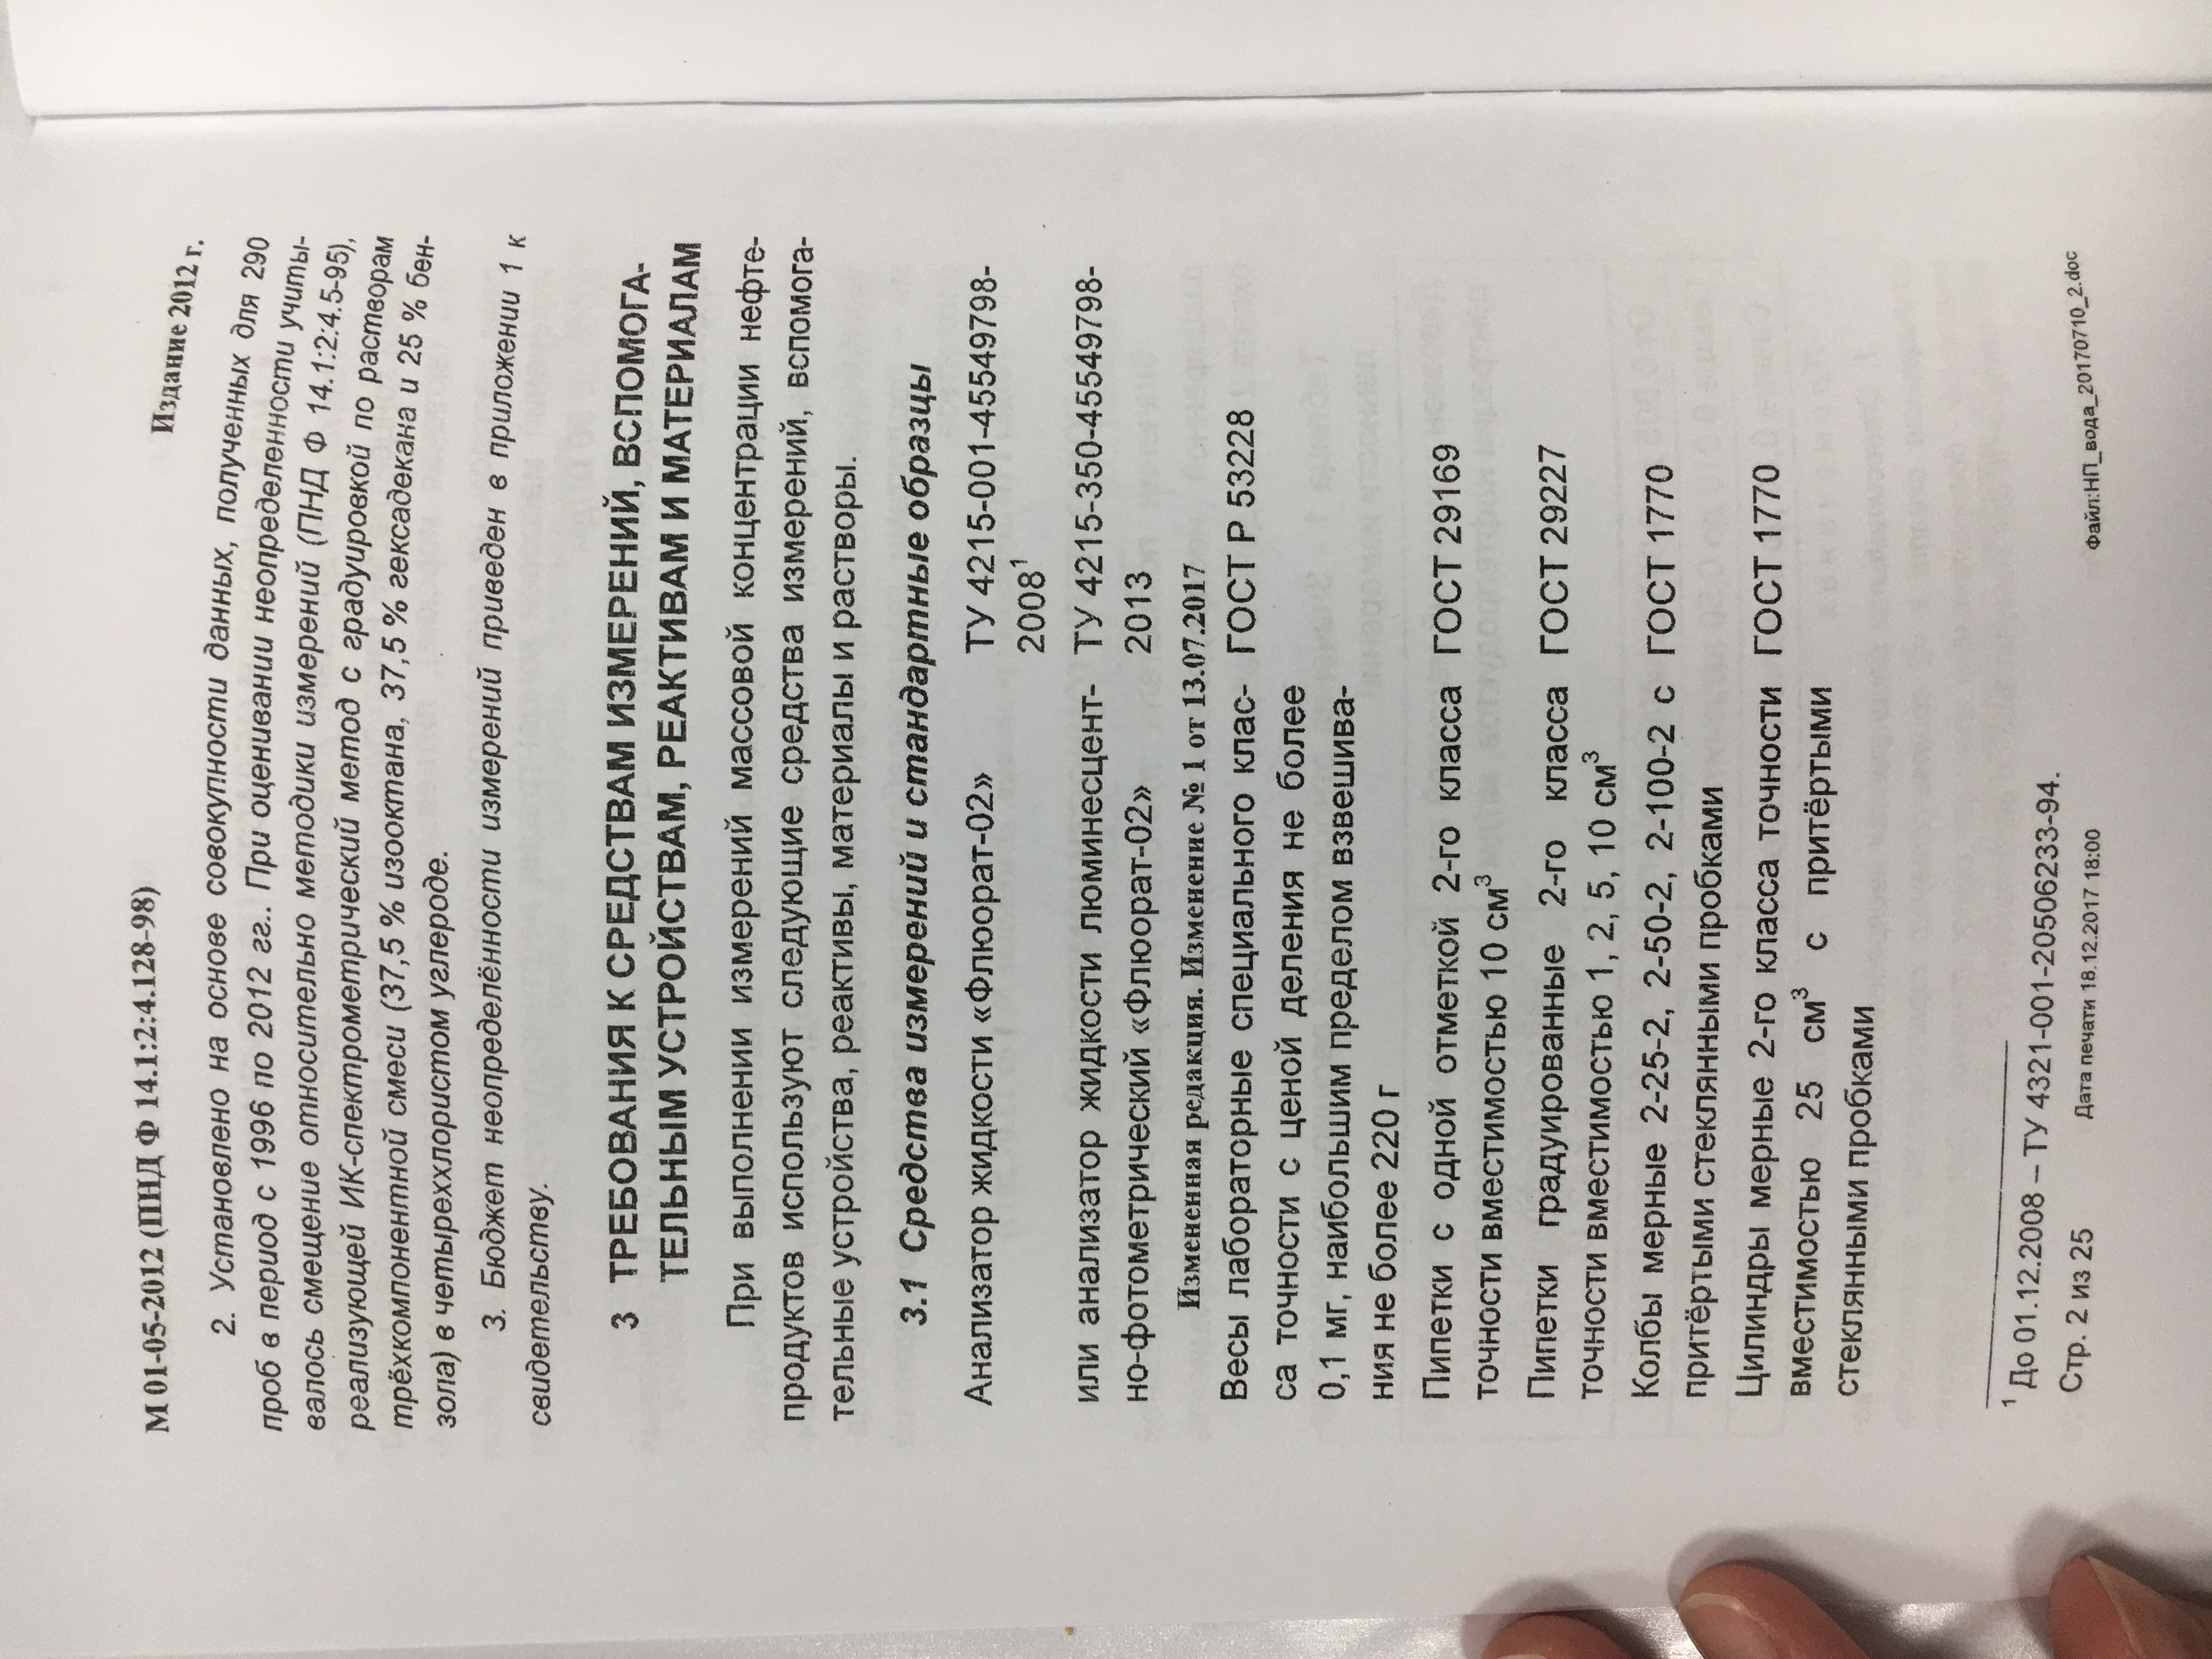 М 01-05-2012 (ПНД Ф 14.1:2:4.128-98)
Издание 2012 г.
2. Установлено на основе совокупности данных, полученных для 290
проб в период с 1996 по 2012 гг.. При оценивании неопределенности учиты-
валось смещение относительно методики измерений (ПНД Ф 14.1:2:4.5-95),
реализующей ИК-спектрометрический метод с градуировкой по растворам
трёхкомпонентной смеси (37,5 % изооктана, 37,5 % гексадекана и 25 % бен-
зола) в четыреххлористом углероде.
3. Бюджет неопределённости измерений приведен в приложении 1 к
свидетельству.
3 ТРЕБОВАНИЯ К СРЕДСТВАМ ИЗМЕРЕНИЙ, ВСПОМОГА-
ТЕЛЬНЫМ УСТРОЙСТВАМ, РЕАКТИВАМ И МАТЕРИАЛАМ
При выполнении измерений массовой концентрации нефте-
продуктов используют следующие средства измерений, вспомога-
тельные устройства, реактивы, материалы и растворы.
3.1 Средства измерений и стандартные образцы
Анализатор жидкости «Флюорат-02» ТУ 4215-001-45549798-
2008¹
или анализатор жидкости люминесцент- ТУ 4215-350-45549798-
но-фотометрический «Флюорат-02» 2013
Измененная редакция. Изменение № 1 от 13.07.2017
Весы лабораторные специального клас- ГОСТ Р 53228
са точности с ценой деления не более
0,1 мг, наибольшим пределом взвешива-
ния не более 220 г
Пипетки с одной отметкой 2-го класса ГОСТ 29169
точности вместимостью 10 см³
Пипетки градуированные 2-го класса ГОСТ 29227
точности вместимостью 1, 2, 5, 10 см³
Колбы мерные 2-25-2, 2-50-2, 2-100-2 с ГОСТ 1770
притёртыми стеклянными пробками
Цилиндры мерные 2-го класса точности ГОСТ 1770
вместимостью 25 см³ с притёртыми
стеклянными пробками
¹ До 01.12.2008 – ТУ 4321-001-20506233-94.
Стр. 2 из 25 Дата печати 18.12.2017 18:00 Файл:НП_вода_20170710_2.doc